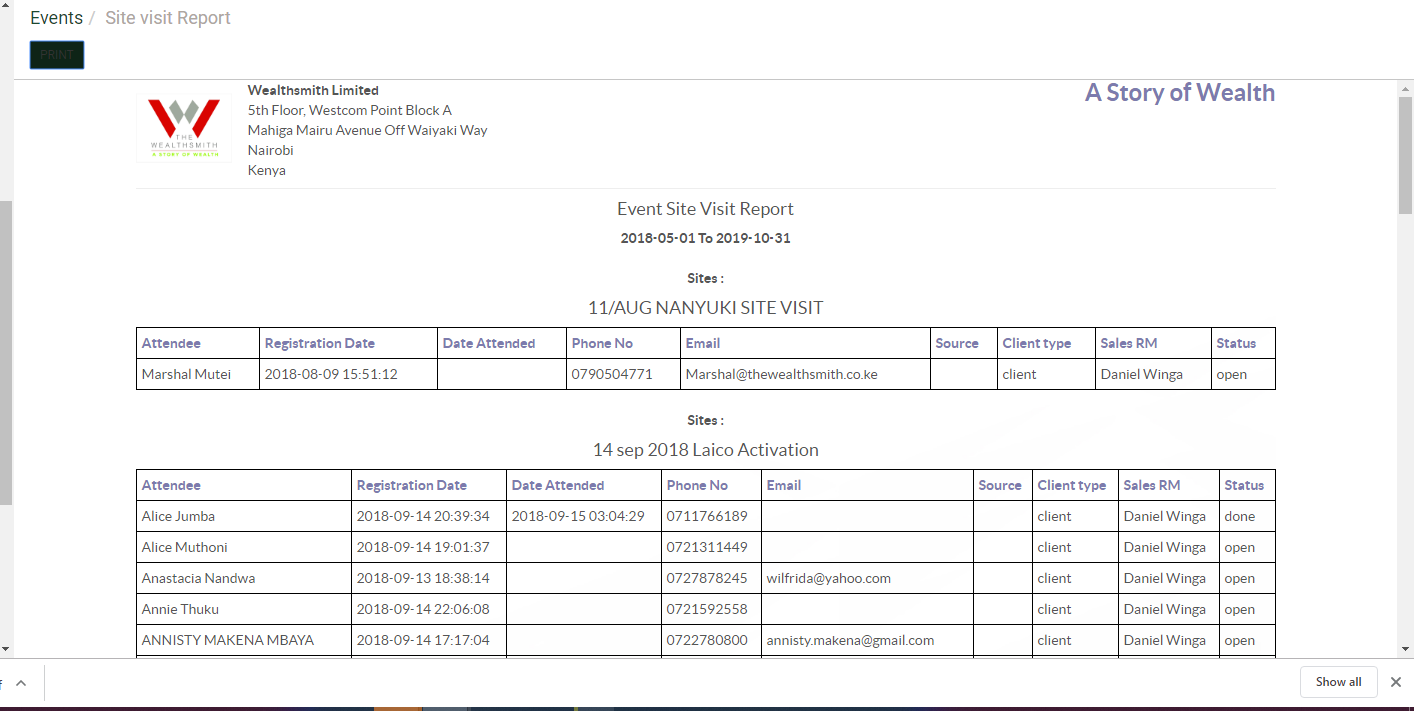 Events / Site visit Report
PRINT
Wealthsmith Limited
A Story of Wealth
5th Floor, Westcom Point Block A
Mahiga Mairu Avenue Off Waiyaki Way
Nairobi
Kenya
THE
WEALTHSMITH
A STORY OF WEALTH
Event Site Visit Report
2018-05-01 To 2019-10-31
Sites :
11/AUG NANYUKI SITE VISIT
Attendee Registration Date Date Attended Phone No Email Source Client type Sales RM Status
Marshal Mutei 2018-08-09 15:51:12 0790504771 Marshal@thewealthsmith.co.ke client Daniel Winga open
Sites :
14 sep 2018 Laico Activation
Attendee Registration Date Date Attended Phone No Email Source Client type Sales RM Status
Alice Jumba 2018-09-14 20:39:34 2018-09-15 03:04:29 0711766189 client Daniel Winga done
Alice Muthoni 2018-09-14 19:01:37 0721311449 client Daniel Winga open
Anastacia Nandwa 2018-09-13 18:38:14 0727878245 wilfrida@yahoo.com client Daniel Winga open
Annie Thuku 2018-09-14 22:06:08 0721592558 client Daniel Winga open
ANNISTY MAKENA MBAYA 2018-09-14 17:17:04 0722780800 annisty.makena@gmail.com client Daniel Winga open
Show all